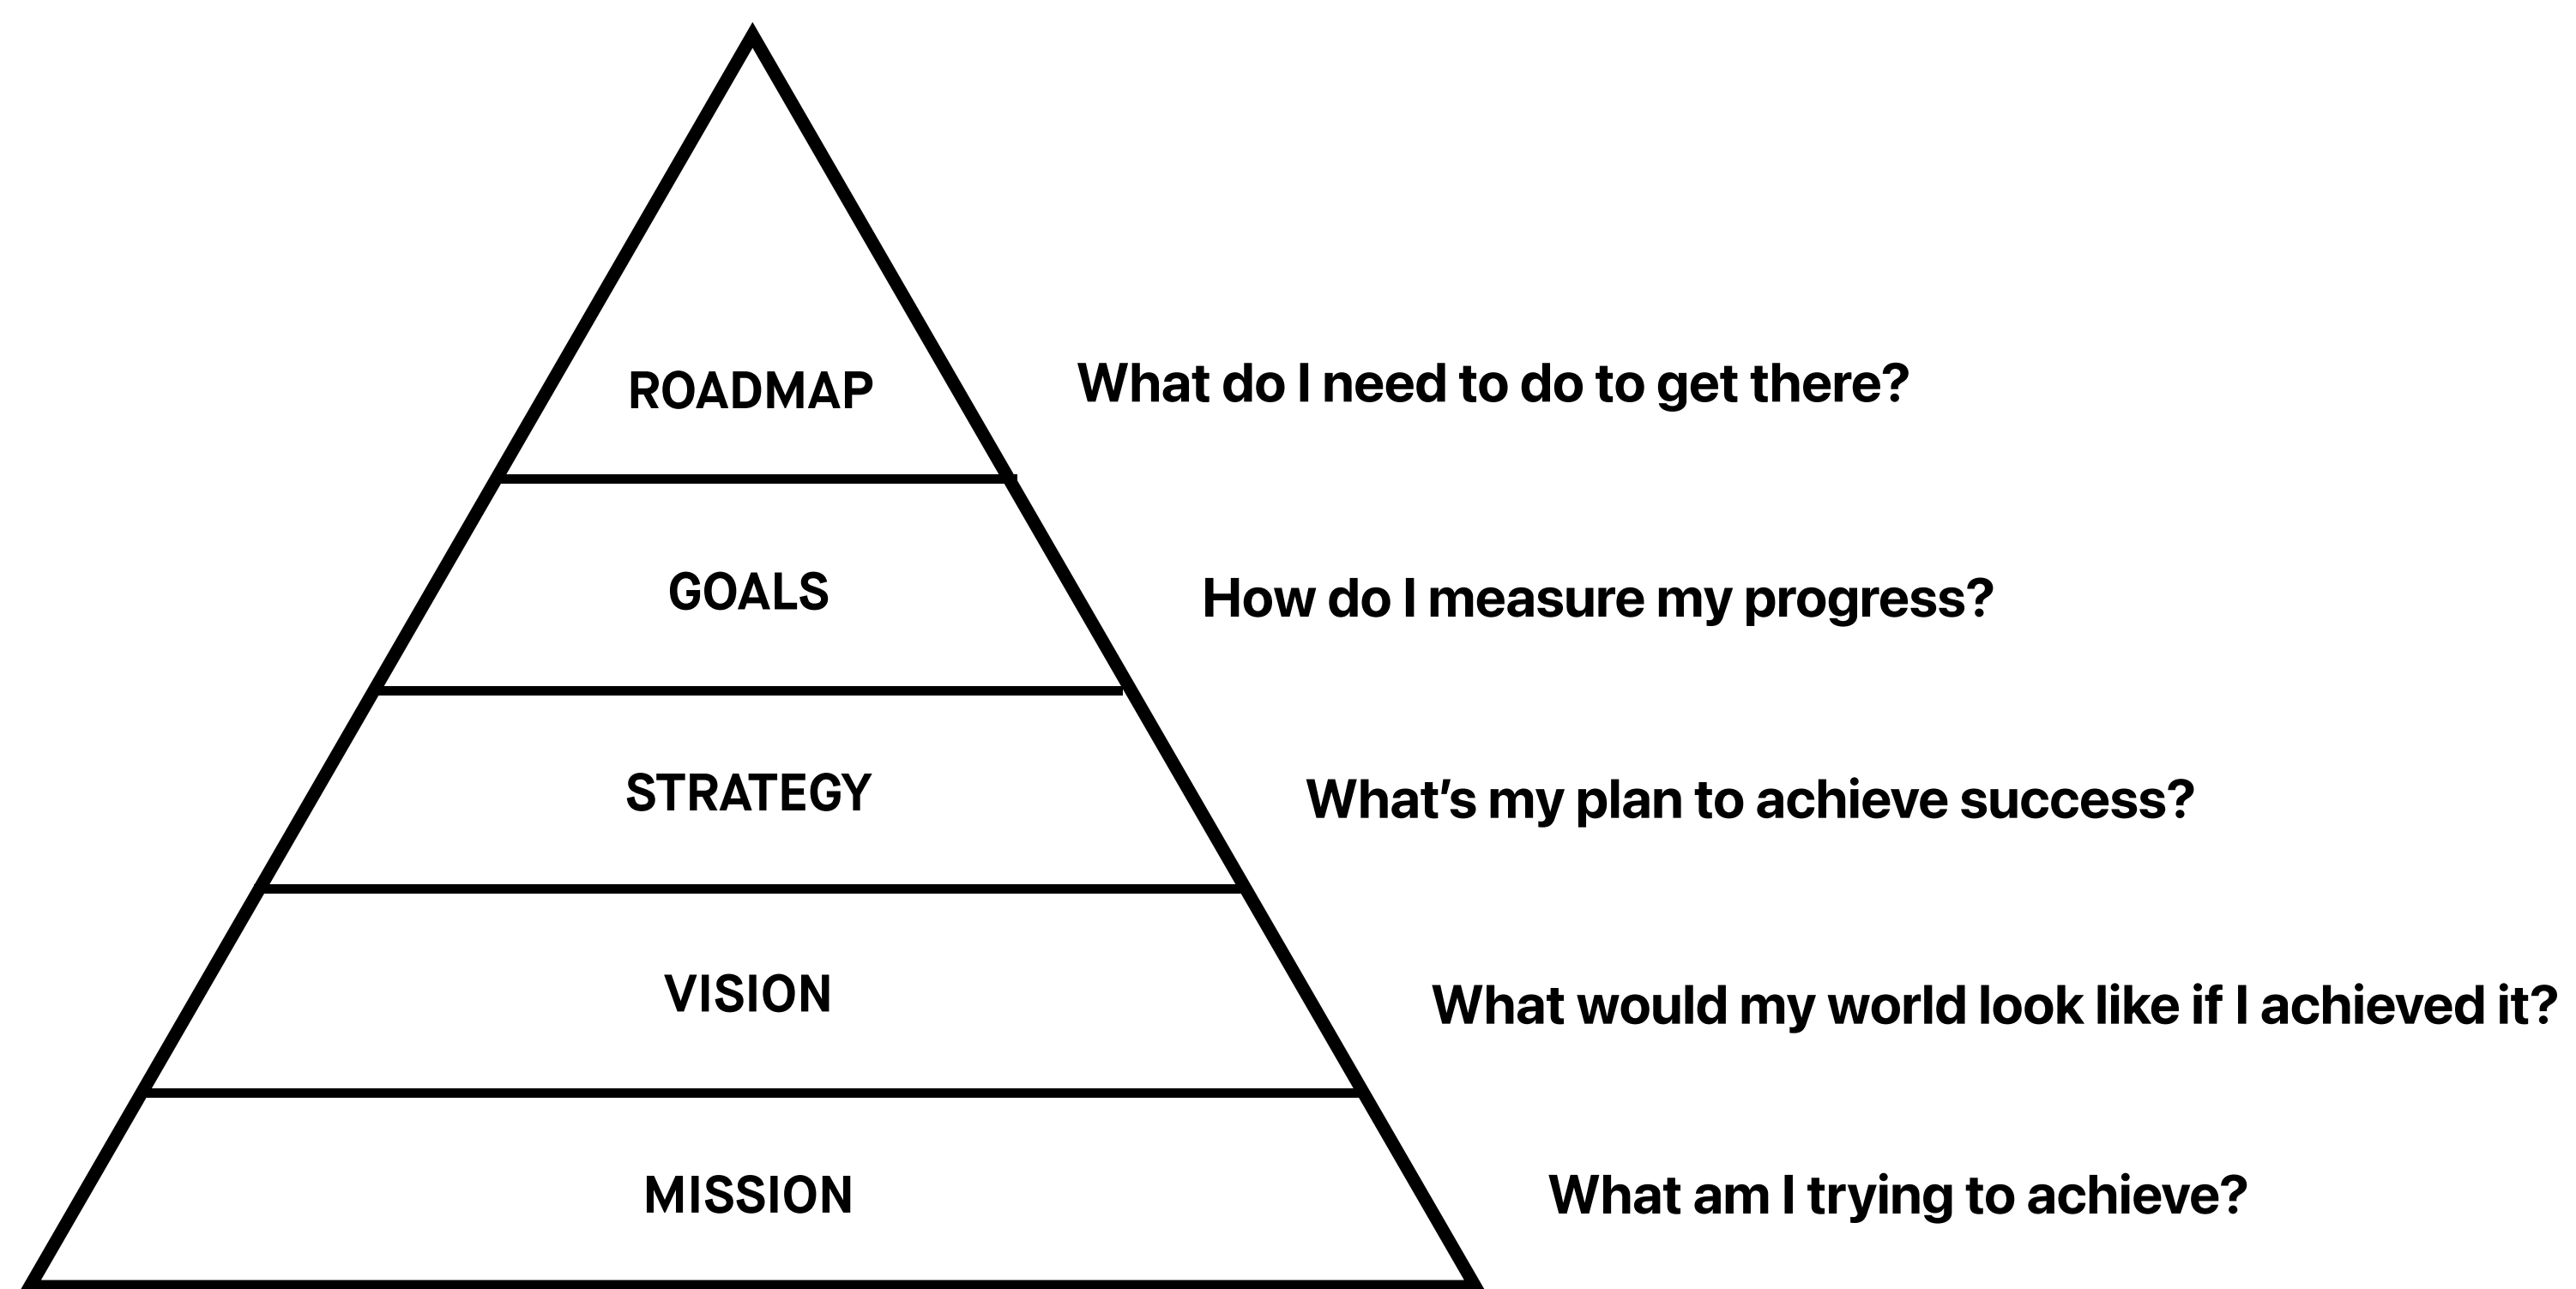 ROADMAP
What do I need to do to get there?
GOALS
How do I measure my progress?
STRATEGY
What’s my plan to achieve success?
VISION
What would my world look like if I achieved it?
MISSION
What am I trying to achieve?